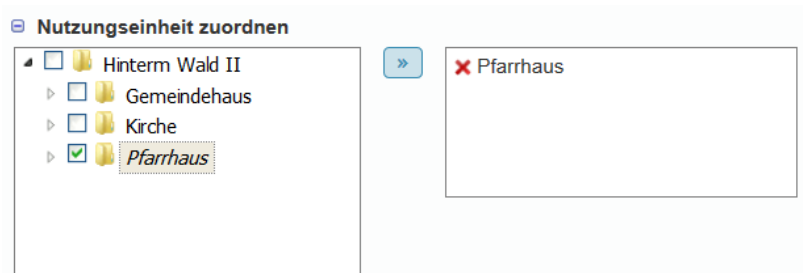 Nutzungseinheit zuordnen
Hinterm Wald II
Gemeindehaus
Kirche
Pfarrhaus
»
Pfarrhaus